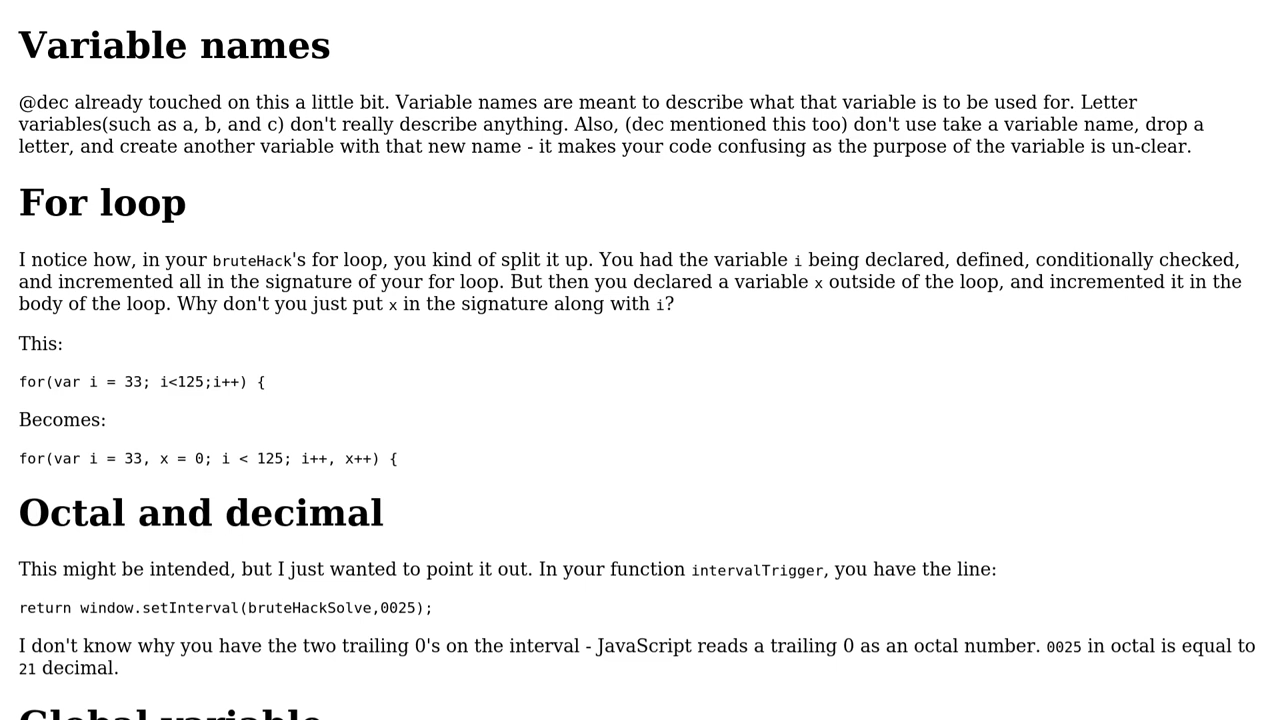 Variable names
@dec already touched on this a little bit. Variable names are meant to describe what that variable is to be used for. Letter
variables(such as a, b, and c) don't really describe anything. Also, (dec mentioned this too) don't use take a variable name, drop a
letter, and create another variable with that new name - it makes your code confusing as the purpose of the variable is un-clear.
For loop
I notice how, in your bruteHack's for loop, you kind of split it up. You had the variable i being declared, defined, conditionally checked,
and incremented all in the signature of your for loop. But then you declared a variable x outside of the loop, and incremented it in the
body of the loop. Why don't you just put x in the signature along with i?
This:
for(var i = 33; i<125;i++) {
Becomes:
for(var i = 33, x = 0; i < 125; i++, x++) {
Octal and decimal
This might be intended, but I just wanted to point it out. In your function intervalTrigger, you have the line:
return window.setInterval(bruteHackSolve,0025);
I don't know why you have the two trailing 0's on the interval - JavaScript reads a trailing 0 as an octal number. 0025 in octal is equal to
21 decimal.
Global variable